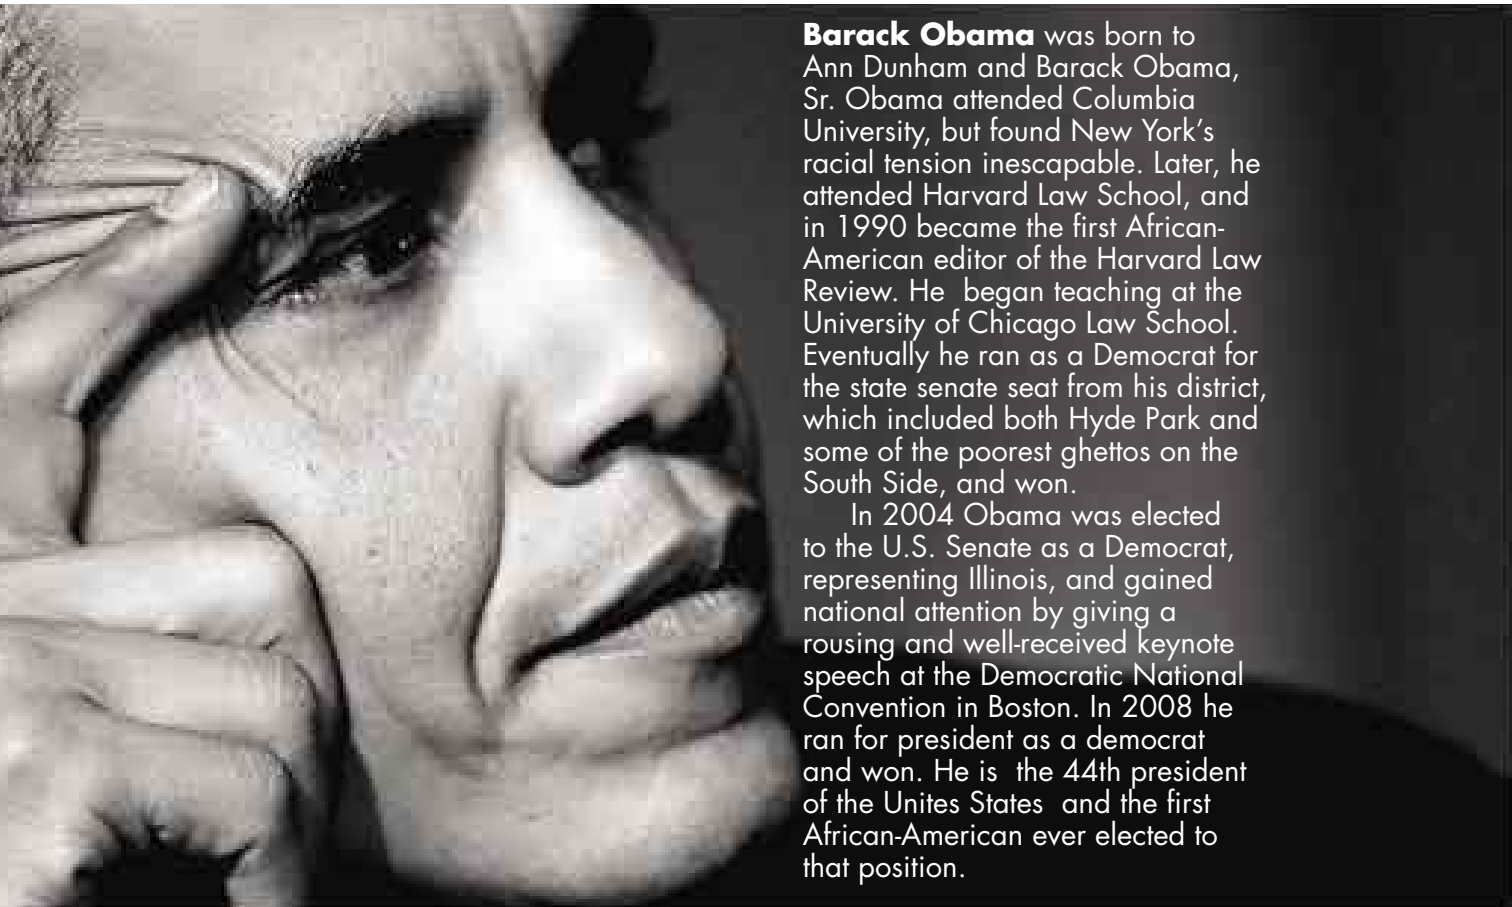 Barack Obama was born to
Ann Dunham and Barack Obama,
Sr. Obama attended Columbia
University, but found New York's
racial tension inescapable. Later, he
attended Harvard Law School, and
in 1990 became the first African-
American editor of the Harvard Law
Review. He  began teaching at the
University of Chicago Law School.
Eventually he ran as a Democrat for
the state senate seat from his district,
which included both Hyde Park and
some of the poorest ghettos on the
South Side, and won.
In 2004 Obama was elected
to the U.S. Senate as a Democrat,
representing Illinois, and gained
national attention by giving a
rousing and well-received keynote
speech at the Democratic National
Convention in Boston. In 2008 he
ran for president as a democrat
and won. He is  the 44th president
of the Unites States  and the first
African-American ever elected to
that position.